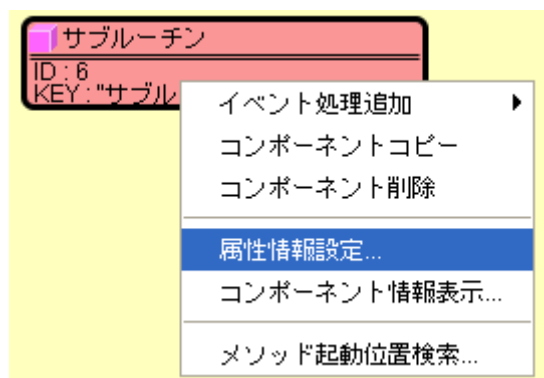 サブルーチン
ID : 6
KEY : "サブル
イベント処理追加
コンポーネントコピー
コンポーネント削除
属性情報設定...
コンポーネント情報表示...
メソッド起動位置検索...